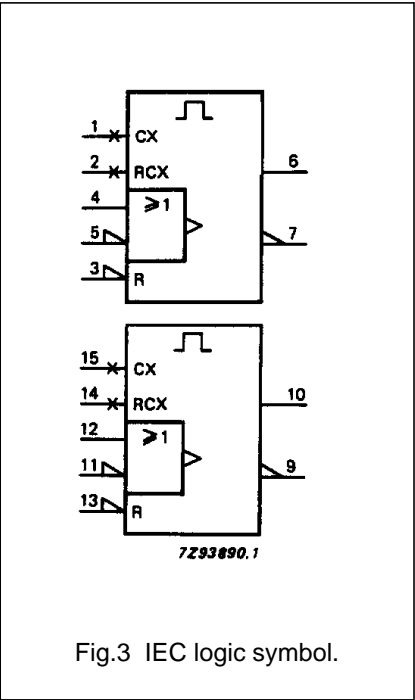 1 CX
2 RCX 6
4 ⩾1
5 7
3 R
15 CX
14 RCX 10
12 ⩾1
11 9
13 R
7Z93890.1
Fig.3 IEC logic symbol.